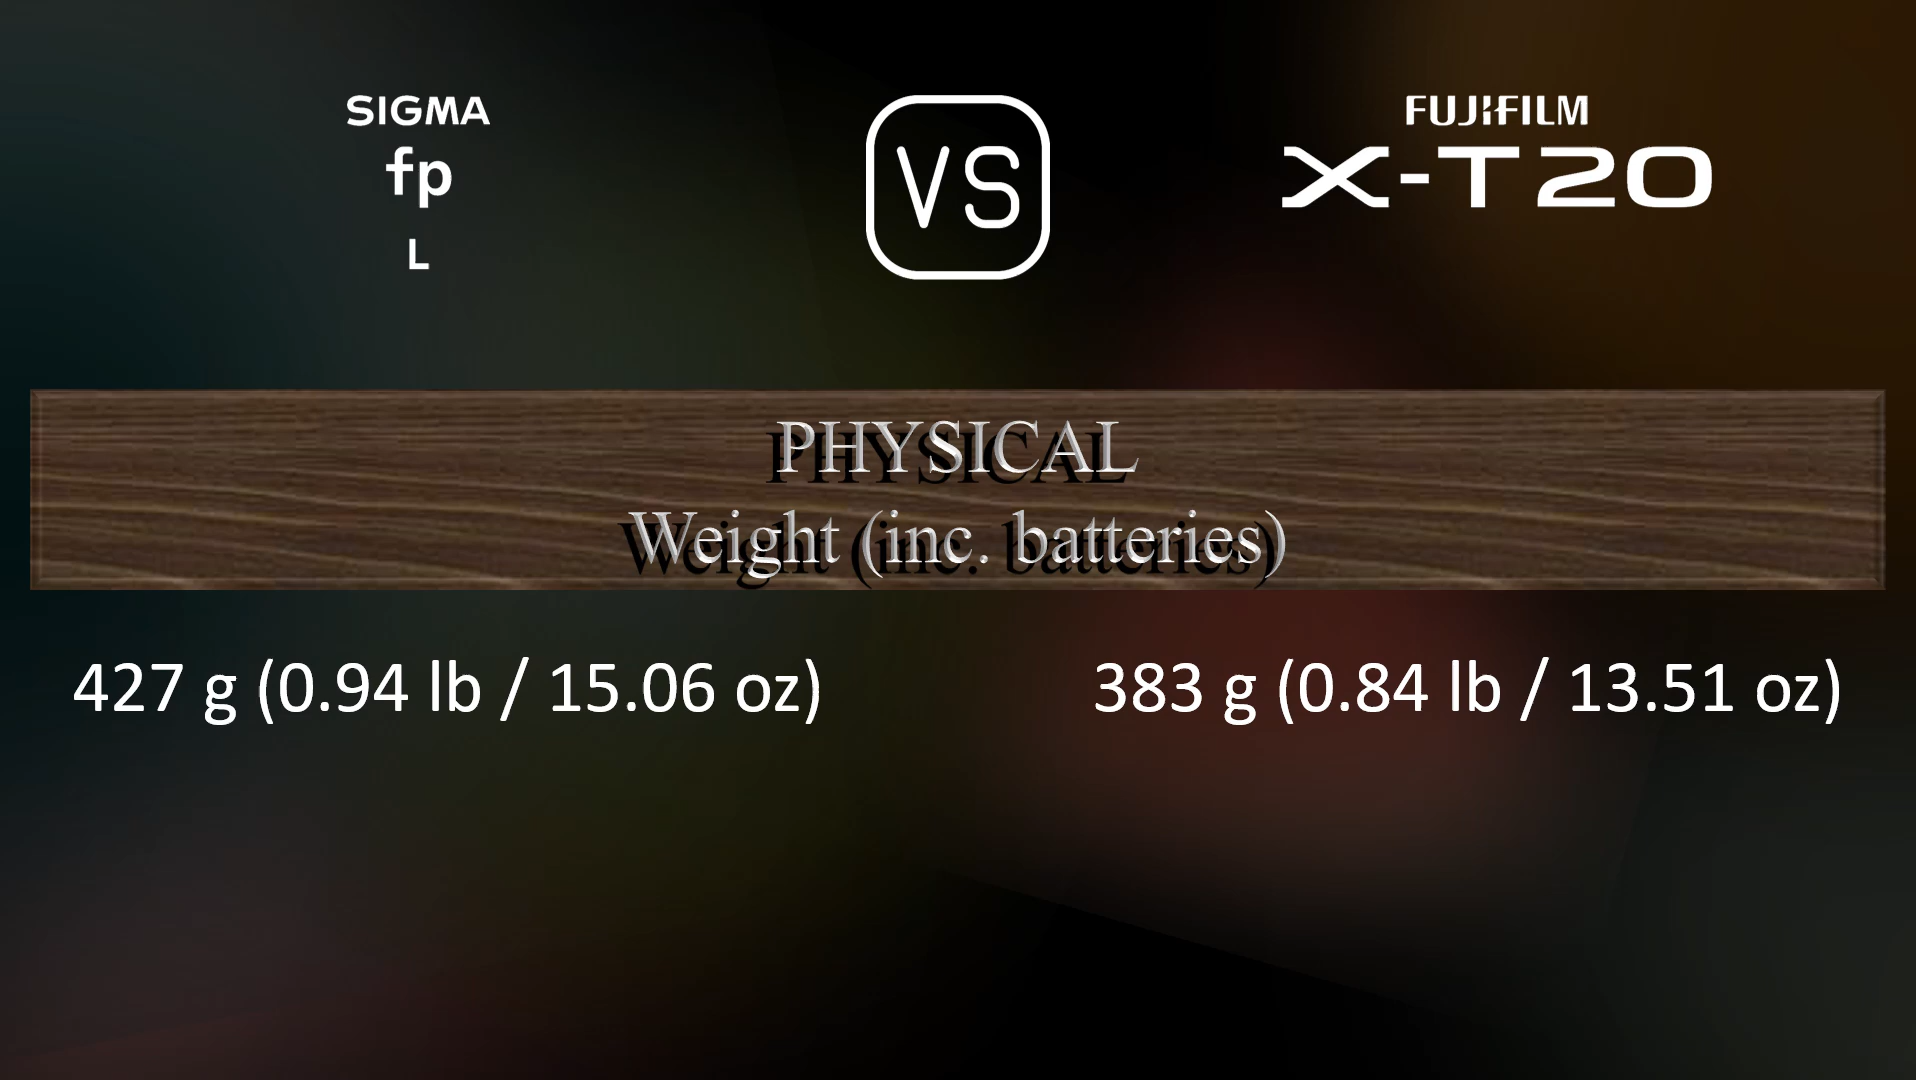 SIGMA
fp
L
VS
FUJIFILM
X-T20
PHYSICAL
Weight (inc. batteries)
427 g (0.94 lb / 15.06 oz)
383 g (0.84 lb / 13.51 oz)